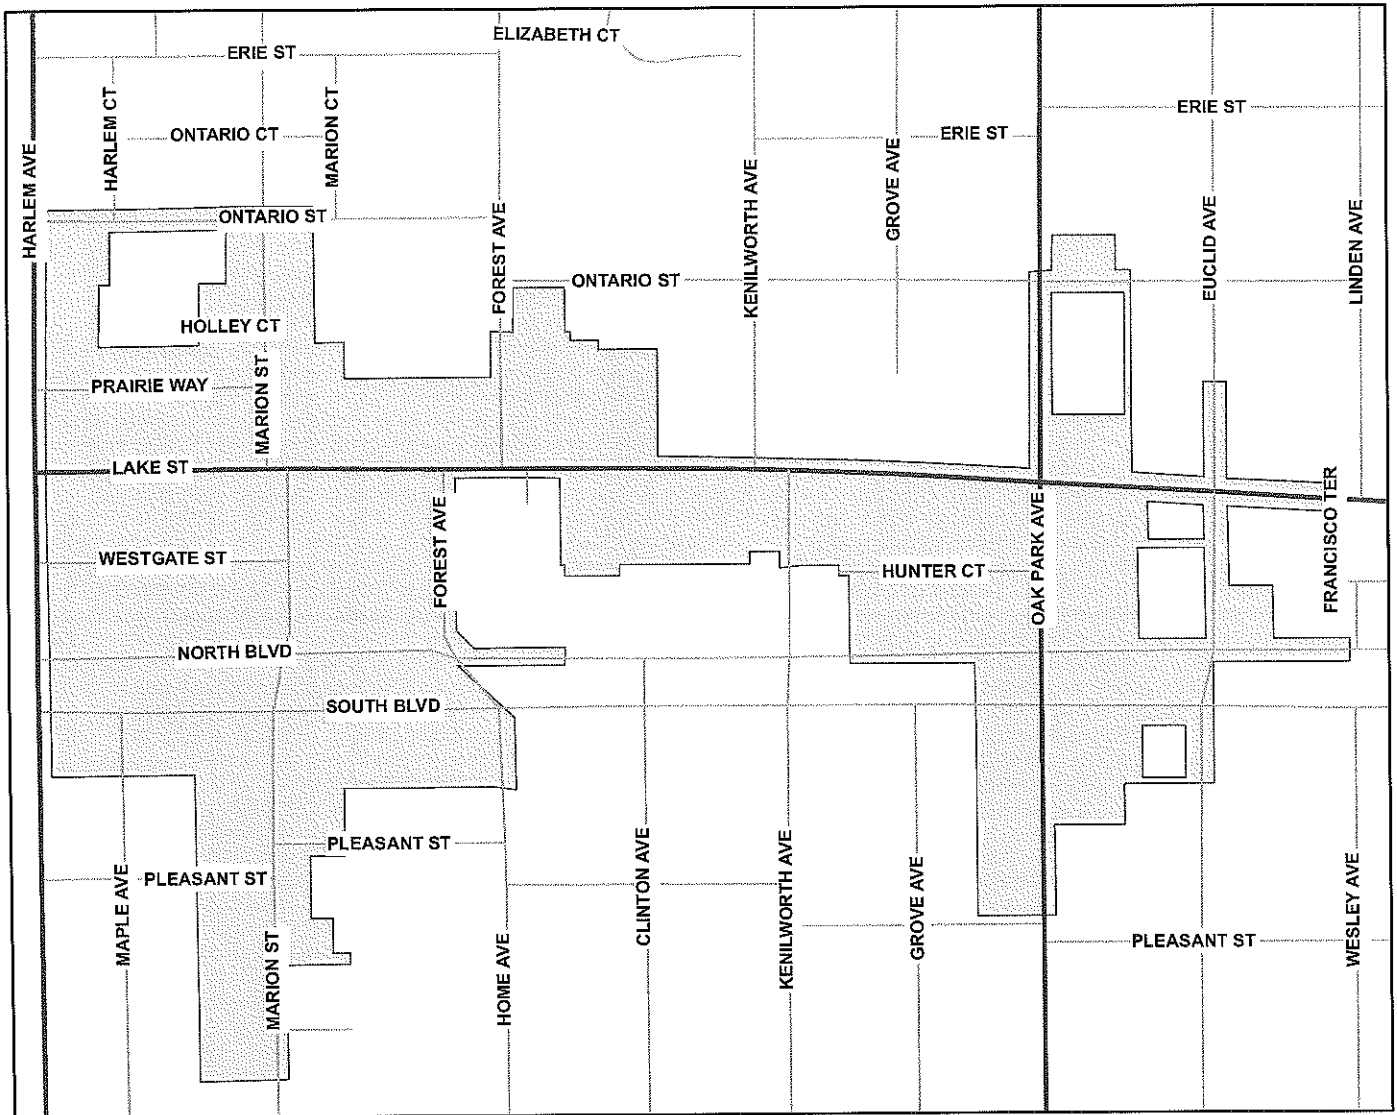 ELIZABETH CT
ERIE ST
HARLEM CT
MARION CT
ERIE ST
ONTARIO CT
ERIE ST
HARLEM AVE
KENILWORTH AVE
GROVE AVE
EUCLID AVE
LINDEN AVE
ONTARIO ST
FOREST AVE
ONTARIO ST
HOLLEY CT
PRAIRIE WAY
MARION ST
LAKE ST
FOREST AVE
OAK PARK AVE
FRANCISCO TER
WESTGATE ST
HUNTER CT
NORTH BLVD
SOUTH BLVD
PLEASANT ST
PLEASANT ST
MAPLE AVE
MARION ST
HOME AVE
CLINTON AVE
KENILWORTH AVE
GROVE AVE
PLEASANT ST
WESLEY AVE